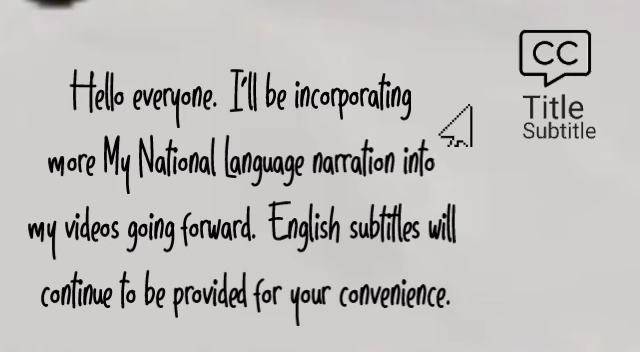 Hello everyone. I'll be incorporating
more My National Language narration into
my videos going forward. English subtitles will
continue to be provided for your convenience.
CC
Title
Subtitle